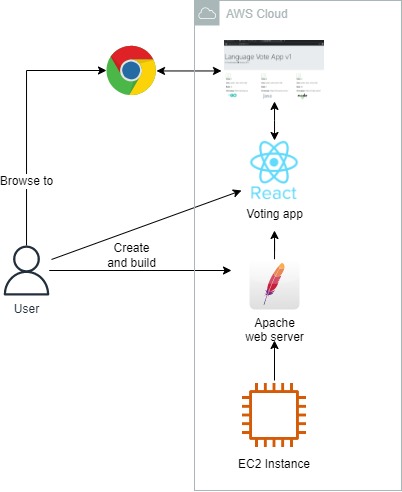 AWS Cloud
Language Vote App v1
Browse to
React
Voting app
Create
and build
User
Apache
web server
EC2 Instance